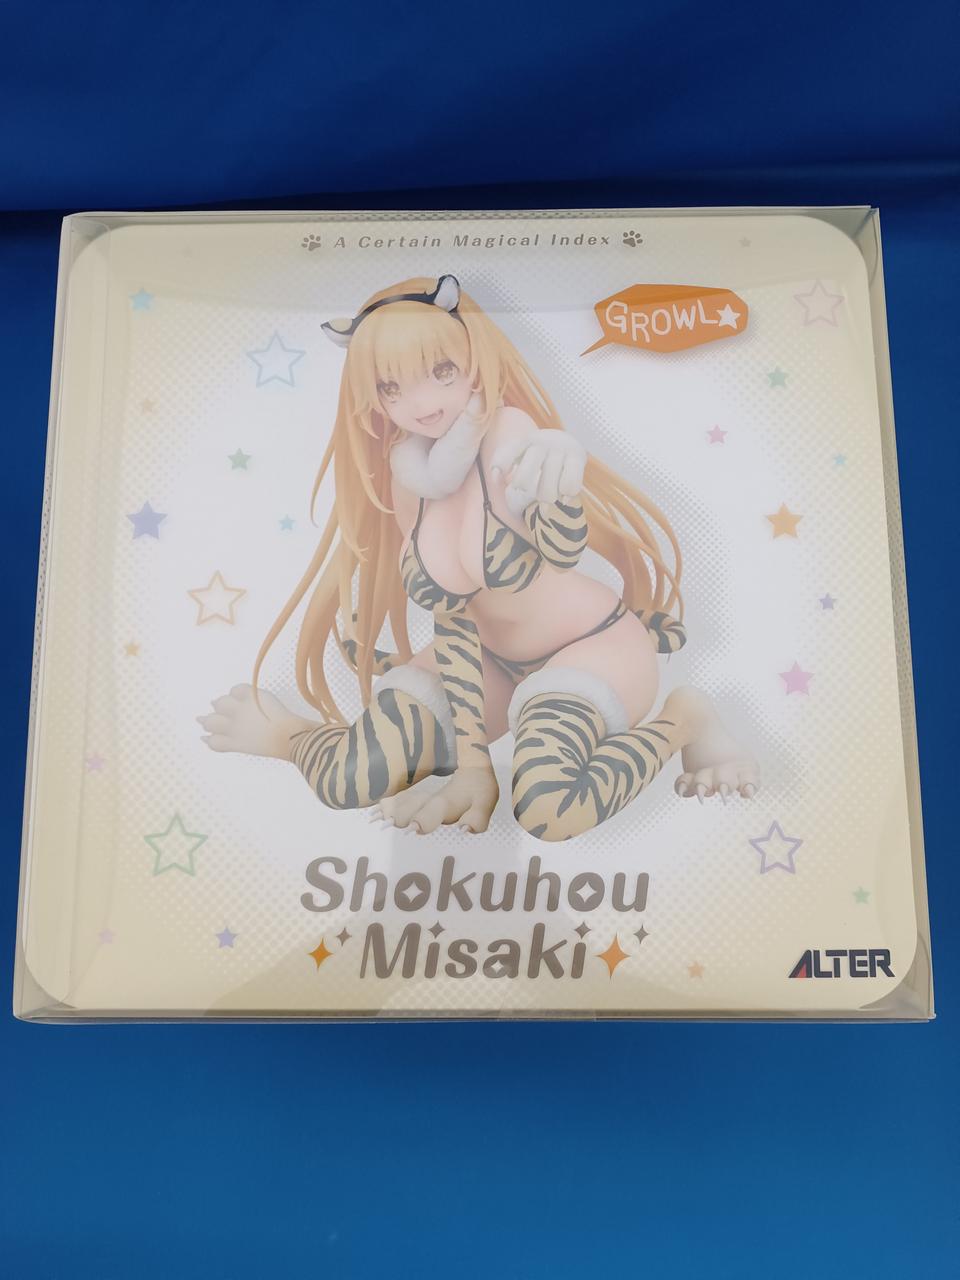 A Certain Magical Index
GROWL
Shokuhou
Misaki
ALTER